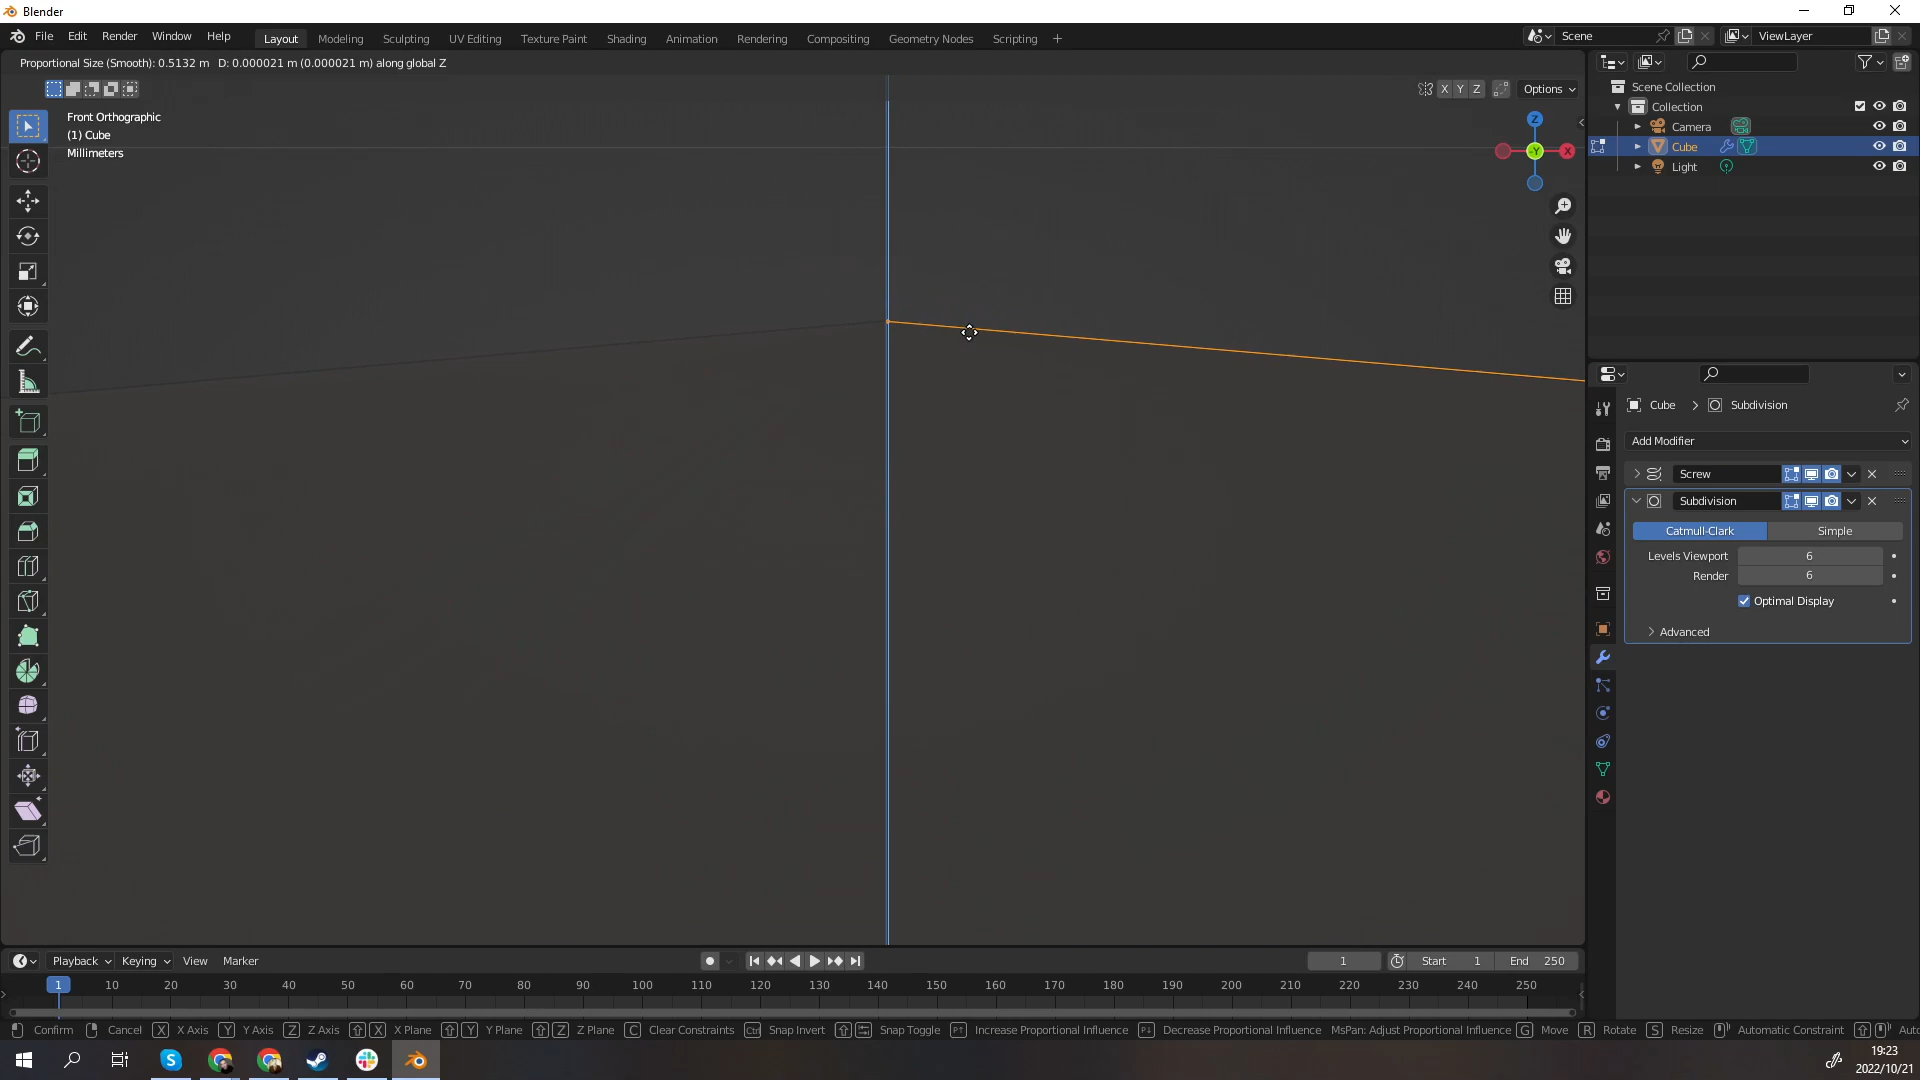 Blender
File Edit Render Window Help
Layout Modeling Sculpting UV Editing Texture Paint Shading Animation Rendering Compositing Geometry Nodes Scripting +
Scene
ViewLayer
Proportional Size (Smooth): 0.5132 m D: 0.000021 m (0.000021 m) along global Z
X Y Z
Options
Front Orthographic
(1) Cube
Millimeters
Z
-Y
X
Scene Collection
Collection
Camera
Cube
Light
Cube > Subdivision
Add Modifier
Screw
Subdivision
Catmull-Clark Simple
Levels Viewport 6
Render 6
Optimal Display
Advanced
Playback Keying View Marker
1
Start 1
End 250
1 10 20 30 40 50 60 70 80 90 100 110 120 130 140 150 160 170 180 190 200 210 220 230 240 250
Confirm Cancel X X Axis Y Y Axis Z Z Axis X X Plane Y Y Plane Z Z Plane C Clear Constraints Ctrl Snap Invert Snap Toggle P↑ Increase Proportional Influence P↓ Decrease Proportional Influence MsPan: Adjust Proportional Influence G Move R Rotate S Resize Automatic Constraint Auto
19:23
2022/10/21